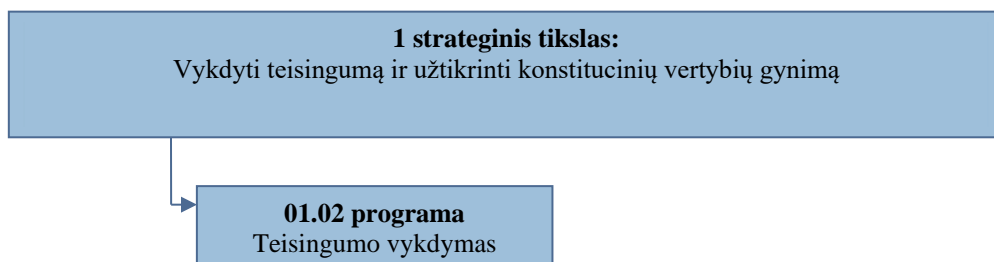 1 strateginis tikslas:
Vykdyti teisingumą ir užtikrinti konstitucinių vertybių gynimą
01.02 programa
Teisingumo vykdymas